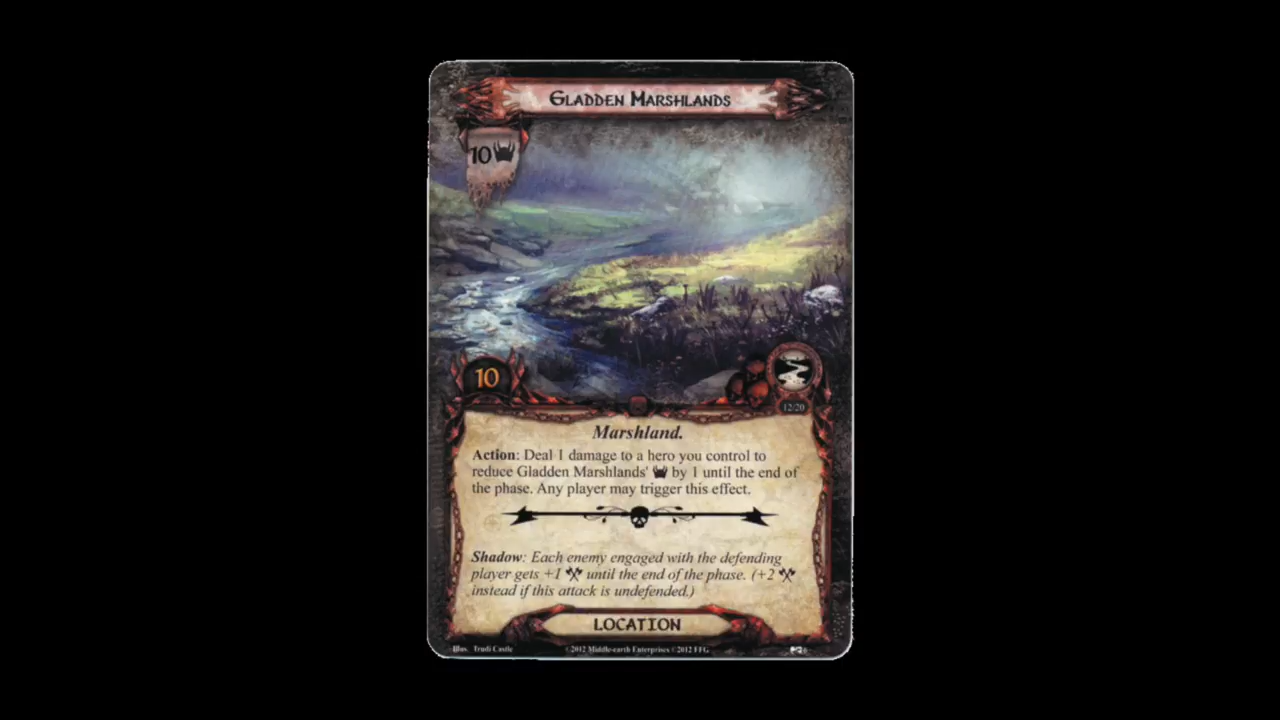 GLADDEN MARSHLANDS
10
10
12/20
Marshland.
Action: Deal 1 damage to a hero you control to
reduce Gladden Marshlands' by 1 until the end of
the phase. Any player may trigger this effect.
Shadow: Each enemy engaged with the defending
player gets +1 until the end of the phase. (+2
instead if this attack is undefended.)
LOCATION
Illus. Trudi Castle
©2012 Middle-earth Enterprises ©2012 FFG
6